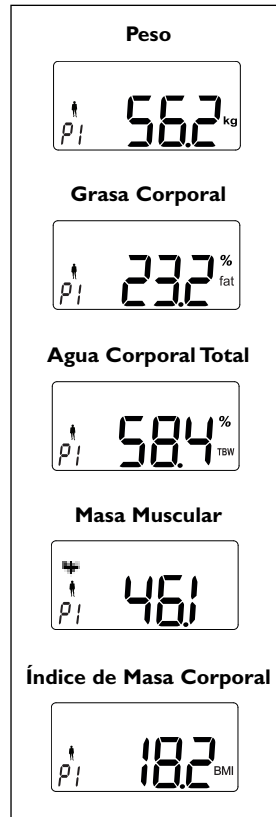 Peso
P1 56.2 kg
Grasa Corporal
P1 23.2 % fat
Agua Corporal Total
P1 58.4 % TBW
Masa Muscular
P1 46.1
Índice de Masa Corporal
P1 18.2 BMI